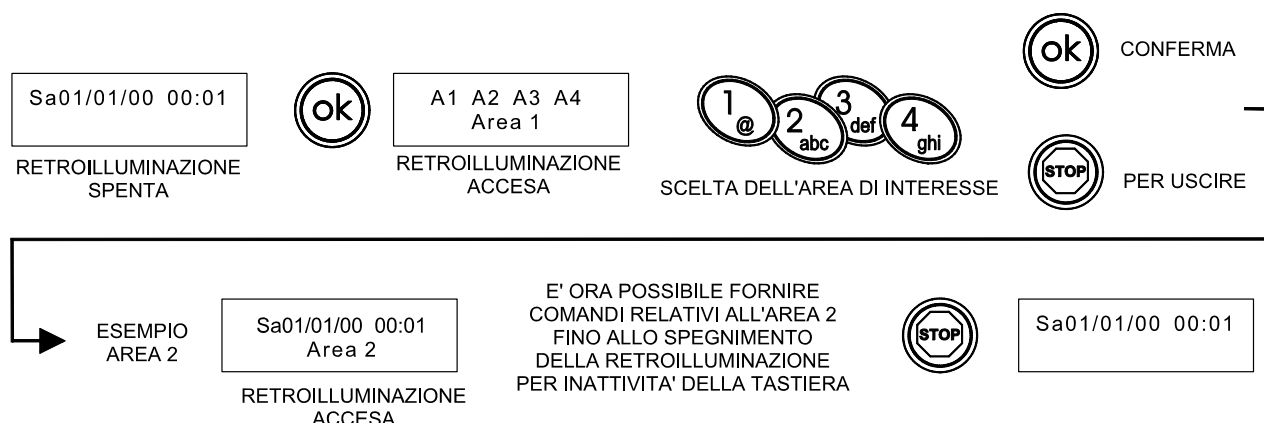 Sa01/01/00 00:01
RETROILLUMINAZIONE
SPENTA
ok
A1 A2 A3 A4
Area 1
RETROILLUMINAZIONE
ACCESA
1 @
2 abc
3 def
4 ghi
SCELTA DELL'AREA DI INTERESSE
ok
CONFERMA
STOP
PER USCIRE
ESEMPIO
AREA 2
Sa01/01/00 00:01
Area 2
RETROILLUMINAZIONE
ACCESA
E' ORA POSSIBILE FORNIRE
COMANDI RELATIVI ALL'AREA 2
FINO ALLO SPEGNIMENTO
DELLA RETROILLUMINAZIONE
PER INATTIVITA' DELLA TASTIERA
STOP
Sa01/01/00 00:01